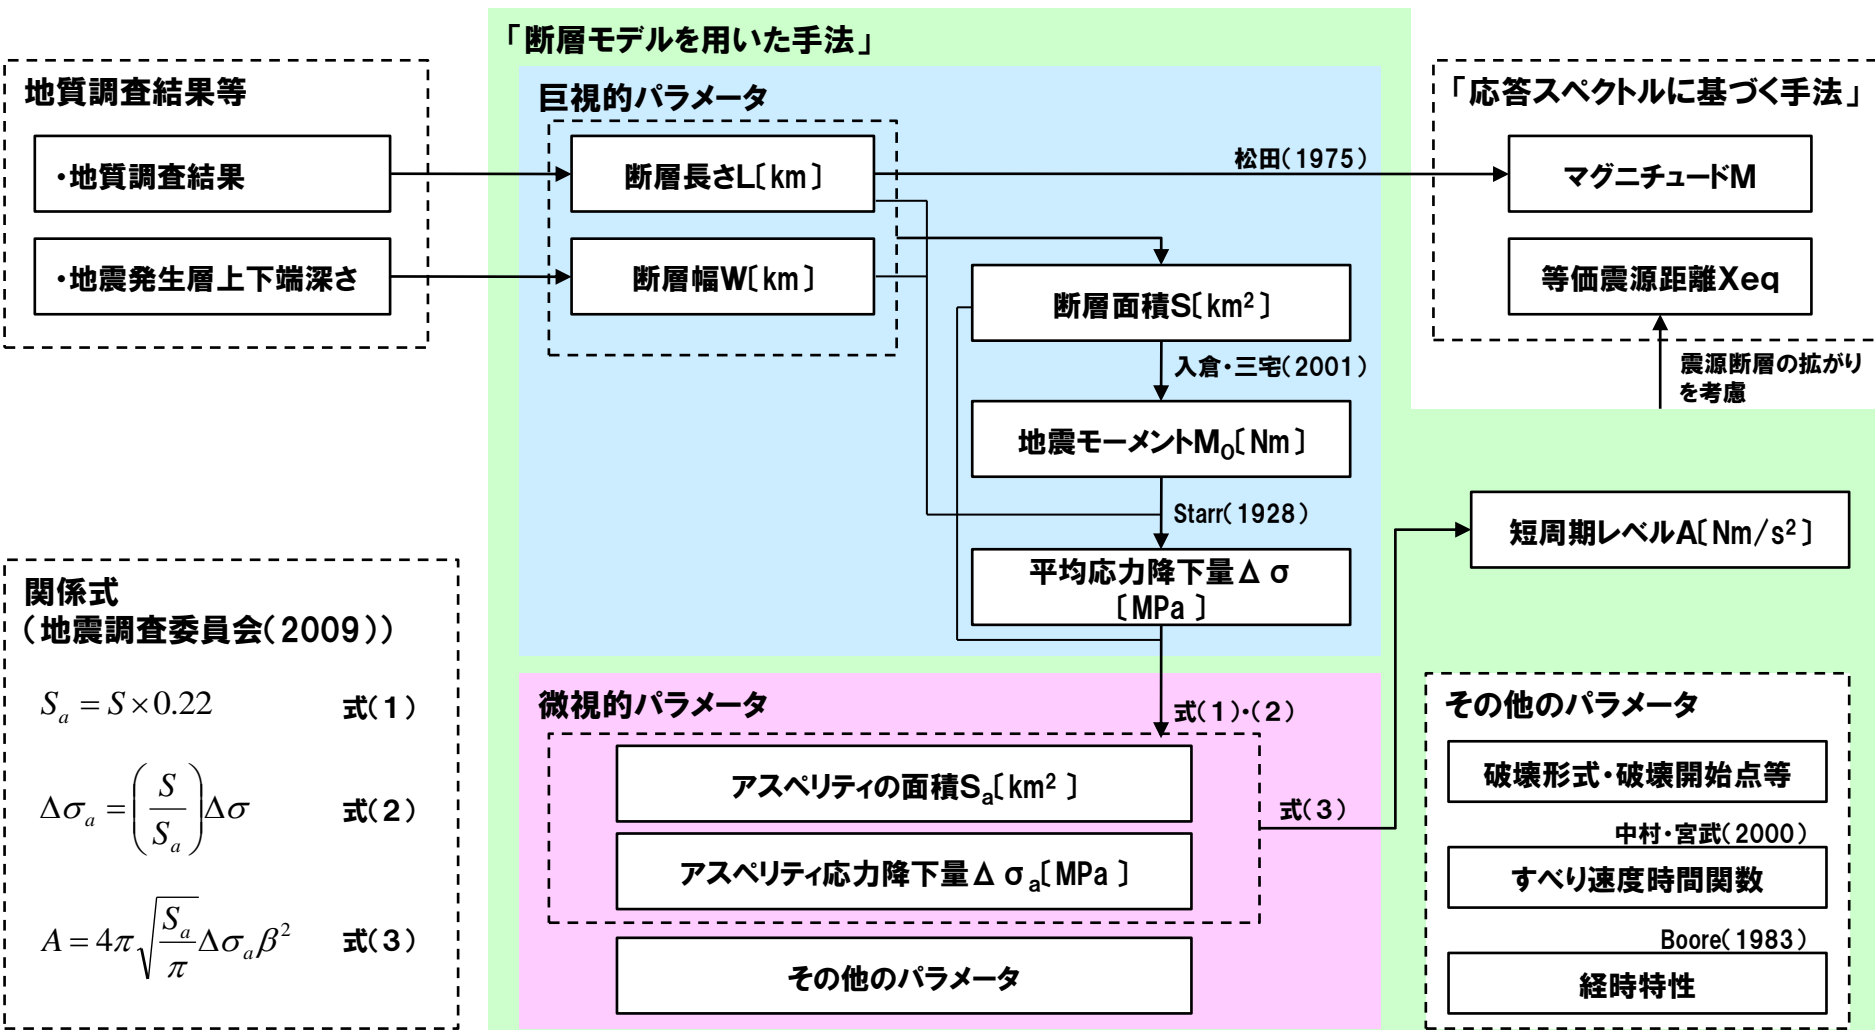 「断層モデルを用いた手法」
地質調査結果等
・地質調査結果
・地震発生層上下端深さ
巨視的パラメータ
断層長さL〔km〕
断層幅W〔km〕
松田(1975)
「応答スペクトルに基づく手法」
マグニチュードM
等価震源距離Xeq
震源断層の拡がり
を考慮
断層面積S〔km²〕
入倉・三宅(2001)
地震モーメントM₀〔Nm〕
Starr(1928)
平均応力降下量Δσ
〔MPa〕
短周期レベルA〔Nm/s²〕
関係式
(地震調査委員会(2009))
Sₐ = S × 0.22 式(1)
Δσₐ = (S/Sₐ)Δσ 式(2)
A = 4π√(Sₐ/π)Δσₐβ² 式(3)
微視的パラメータ
式(1)・(2)
アスペリティの面積Sₐ〔km²〕
アスペリティ応力降下量Δσₐ〔MPa〕
式(3)
その他のパラメータ
その他のパラメータ
破壊形式・破壊開始点等
中村・宮武(2000)
すべり速度時間関数
Boore(1983)
経時特性